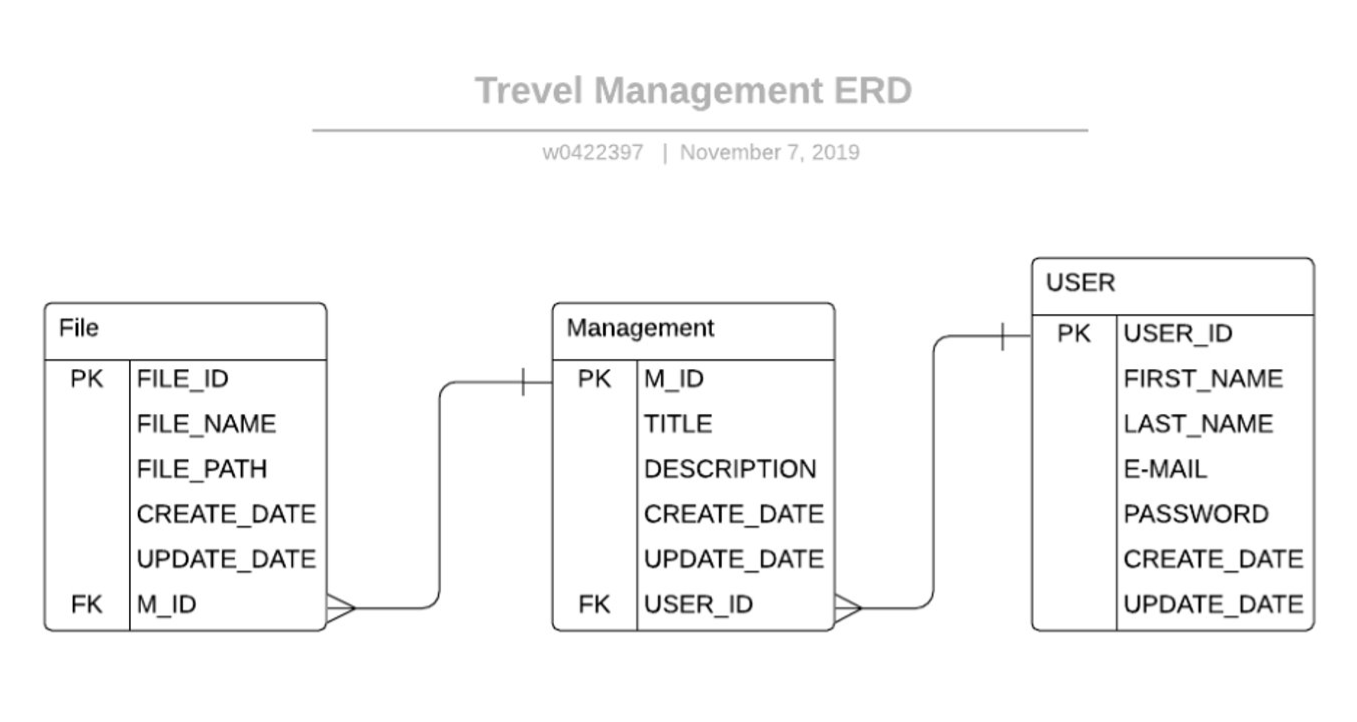 Trevel Management ERD
w0422397 | November 7, 2019
File
PK FILE_ID
FILE_NAME
FILE_PATH
CREATE_DATE
UPDATE_DATE
FK M_ID
Management
PK M_ID
TITLE
DESCRIPTION
CREATE_DATE
UPDATE_DATE
FK USER_ID
USER
PK USER_ID
FIRST_NAME
LAST_NAME
E-MAIL
PASSWORD
CREATE_DATE
UPDATE_DATE